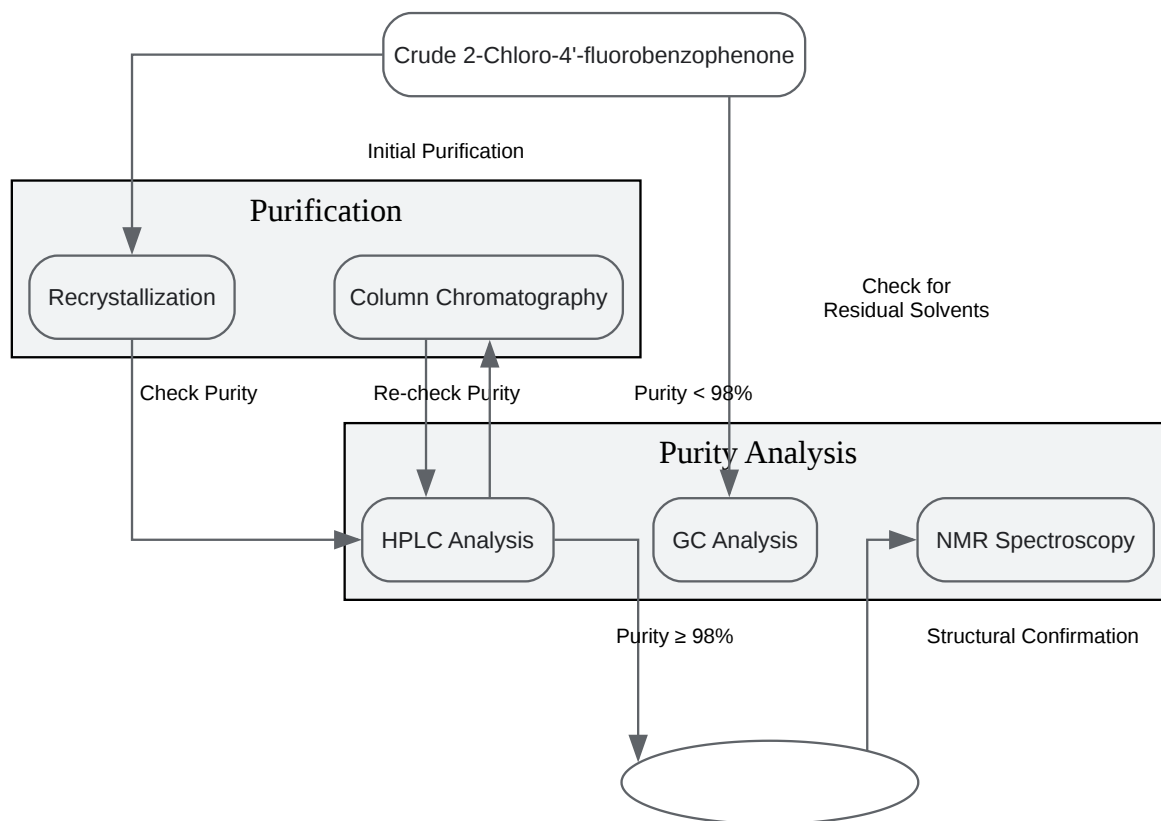 Crude 2-Chloro-4'-fluorobenzophenone
Initial Purification
Purification
Recrystallization
Column Chromatography
Check for
Residual Solvents
Check Purity
Re-check Purity
Purity < 98%
Purity Analysis
HPLC Analysis
GC Analysis
NMR Spectroscopy
Purity ≥ 98%
Structural Confirmation